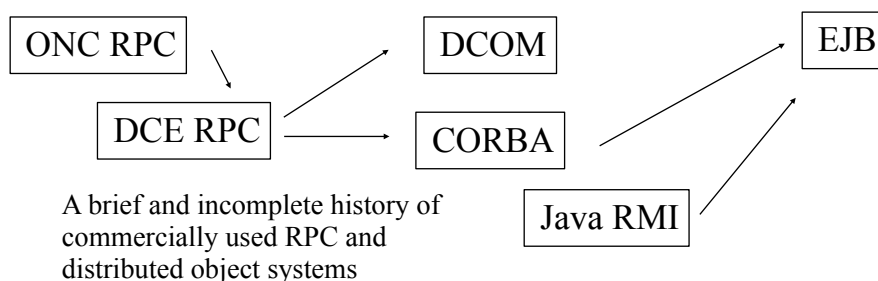 ONC RPC
DCOM
EJB
DCE RPC
CORBA
Java RMI
A brief and incomplete history of
commercially used RPC and
distributed object systems